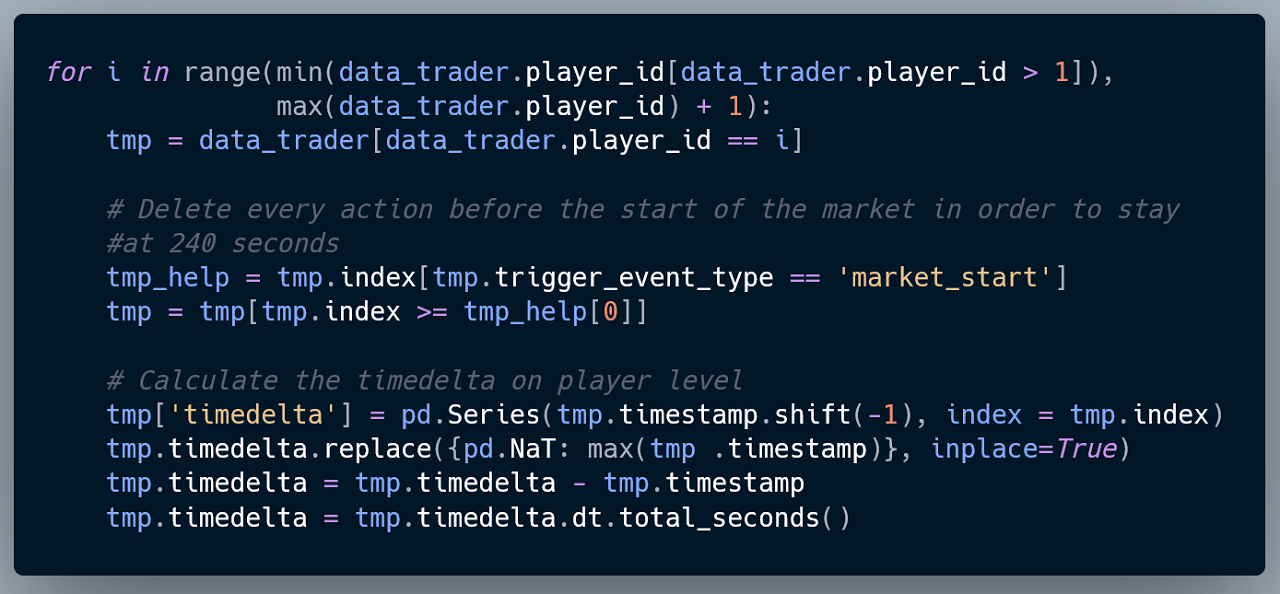 for i in range(min(data_trader.player_id[data_trader.player_id > 1]),
               max(data_trader.player_id) + 1):
    tmp = data_trader[data_trader.player_id == i]

    # Delete every action before the start of the market in order to stay
    #at 240 seconds
    tmp_help = tmp.index[tmp.trigger_event_type == 'market_start']
    tmp = tmp[tmp.index >= tmp_help[0]]

    # Calculate the timedelta on player level
    tmp['timedelta'] = pd.Series(tmp.timestamp.shift(-1), index = tmp.index)
    tmp.timedelta.replace({pd.NaT: max(tmp .timestamp)}, inplace=True)
    tmp.timedelta = tmp.timedelta - tmp.timestamp
    tmp.timedelta = tmp.timedelta.dt.total_seconds()